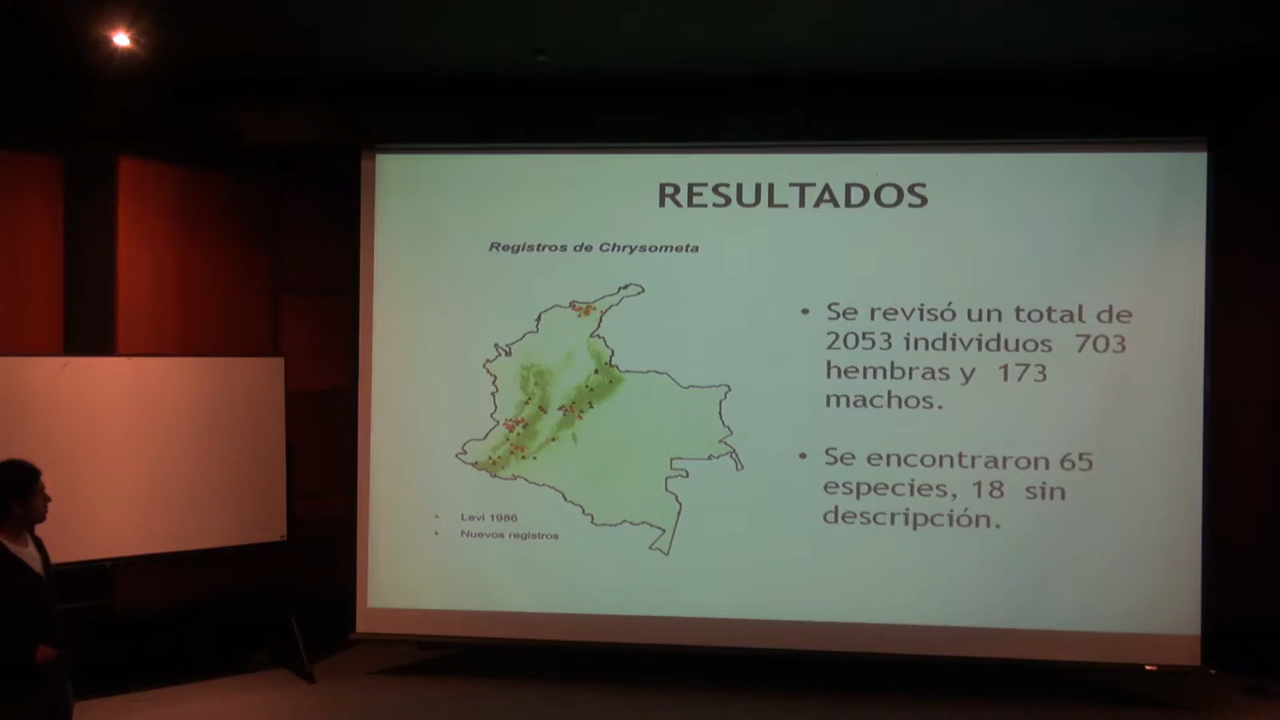 RESULTADOS
Registros de Chrysometa
• Se revisó un total de
2053 individuos 703
hembras y 173
machos.
• Se encontraron 65
especies, 18 sin
descripción.
Levi 1986
Nuevos registros